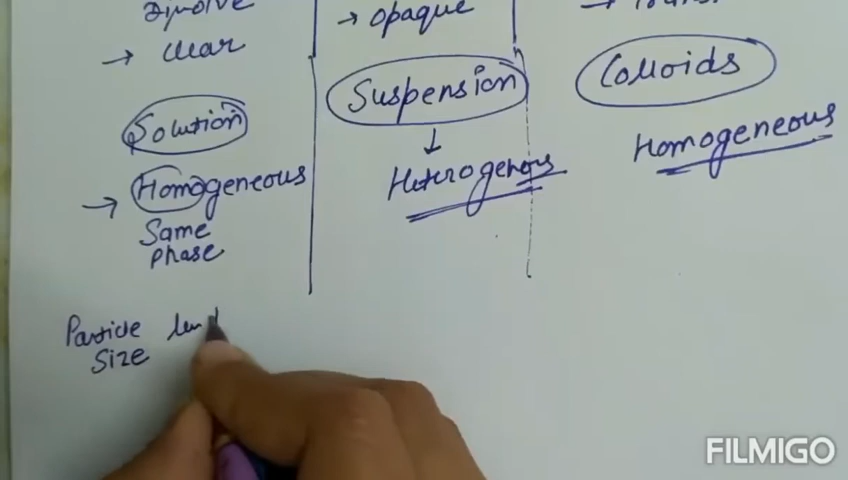 → opaque
→ clear
Solution
→ Homogeneous
Same
phase
Suspension
↓
Heterogenous
Colloids
Homogeneous
Particle
Size
FILMIGO